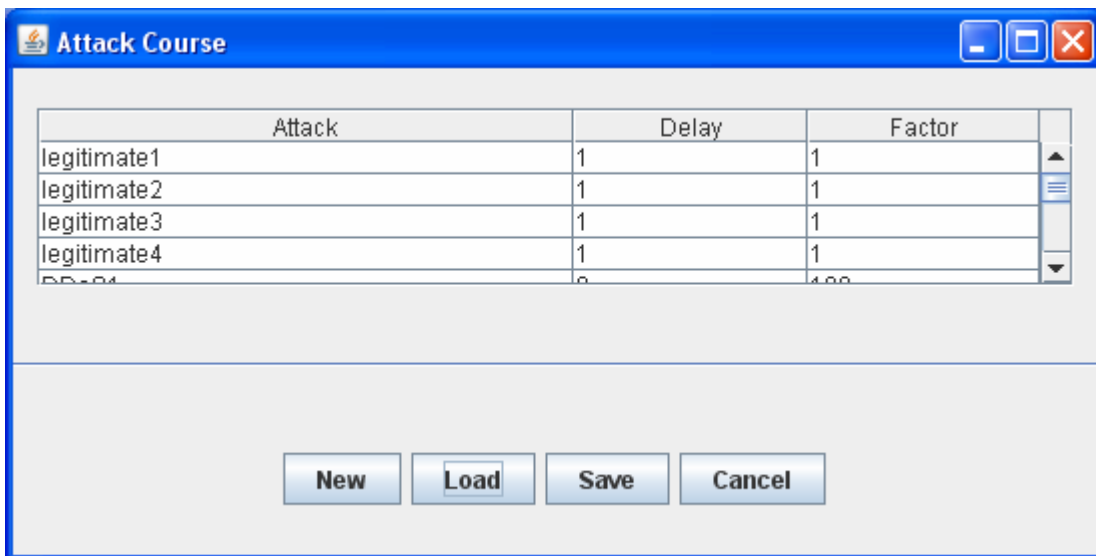 Attack Course
Attack Delay Factor
legitimate1 1 1
legitimate2 1 1
legitimate3 1 1
legitimate4 1 1
New Load Save Cancel